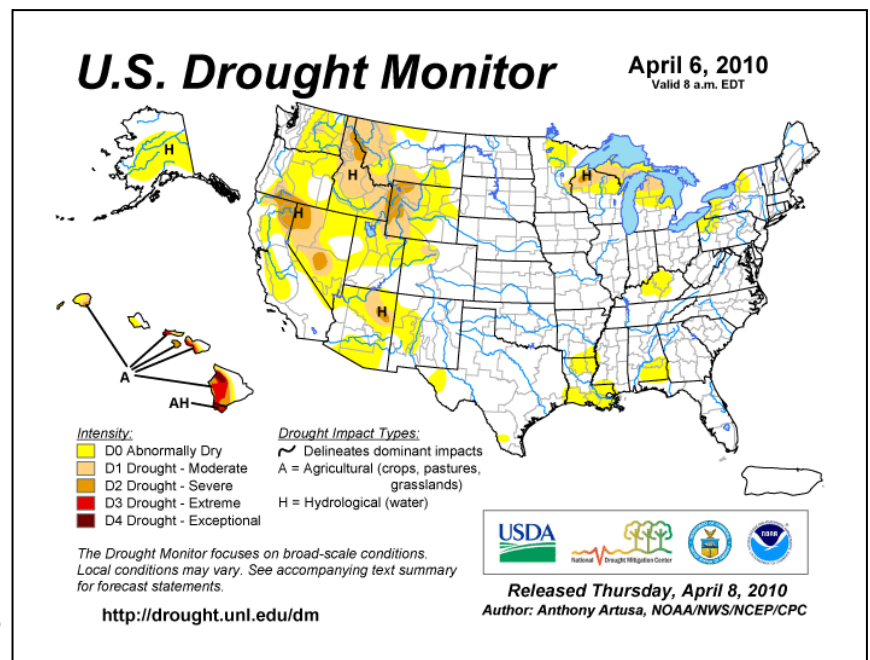 U.S. Drought Monitor
April 6, 2010
Valid 8 a.m. EDT
H
H
H
H
H
A
AH
Intensity:
D0 Abnormally Dry
D1 Drought - Moderate
D2 Drought - Severe
D3 Drought - Extreme
D4 Drought - Exceptional
Drought Impact Types:
Delineates dominant impacts
A = Agricultural (crops, pastures,
grasslands)
H = Hydrological (water)
The Drought Monitor focuses on broad-scale conditions.
Local conditions may vary. See accompanying text summary
for forecast statements.
http://drought.unl.edu/dm
USDA
National Drought Mitigation Center
NOAA
Released Thursday, April 8, 2010
Author: Anthony Artusa, NOAA/NWS/NCEP/CPC